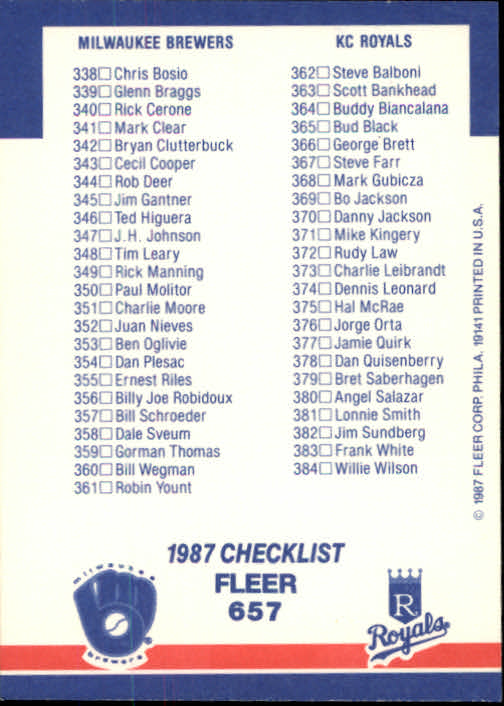 MILWAUKEE BREWERS
338 Chris Bosio
339 Glenn Braggs
340 Rick Cerone
341 Mark Clear
342 Bryan Clutterbuck
343 Cecil Cooper
344 Rob Deer
345 Jim Gantner
346 Ted Higuera
347 J.H. Johnson
348 Tim Leary
349 Rick Manning
350 Paul Molitor
351 Charlie Moore
352 Juan Nieves
353 Ben Oglivie
354 Dan Plesac
355 Ernest Riles
356 Billy Joe Robidoux
357 Bill Schroeder
358 Dale Sveum
359 Gorman Thomas
360 Bill Wegman
361 Robin Yount
KC ROYALS
362 Steve Balboni
363 Scott Bankhead
364 Buddy Biancalana
365 Bud Black
366 George Brett
367 Steve Farr
368 Mark Gubicza
369 Bo Jackson
370 Danny Jackson
371 Mike Kingery
372 Rudy Law
373 Charlie Leibrandt
374 Dennis Leonard
375 Hal McRae
376 Jorge Orta
377 Jamie Quirk
378 Dan Quisenberry
379 Bret Saberhagen
380 Angel Salazar
381 Lonnie Smith
382 Jim Sundberg
383 Frank White
384 Willie Wilson
© 1987 FLEER CORP. PHILA. 19141 PRINTED IN U.S.A.
1987 CHECKLIST
FLEER
657
milwaukee
brewers
R
Royals